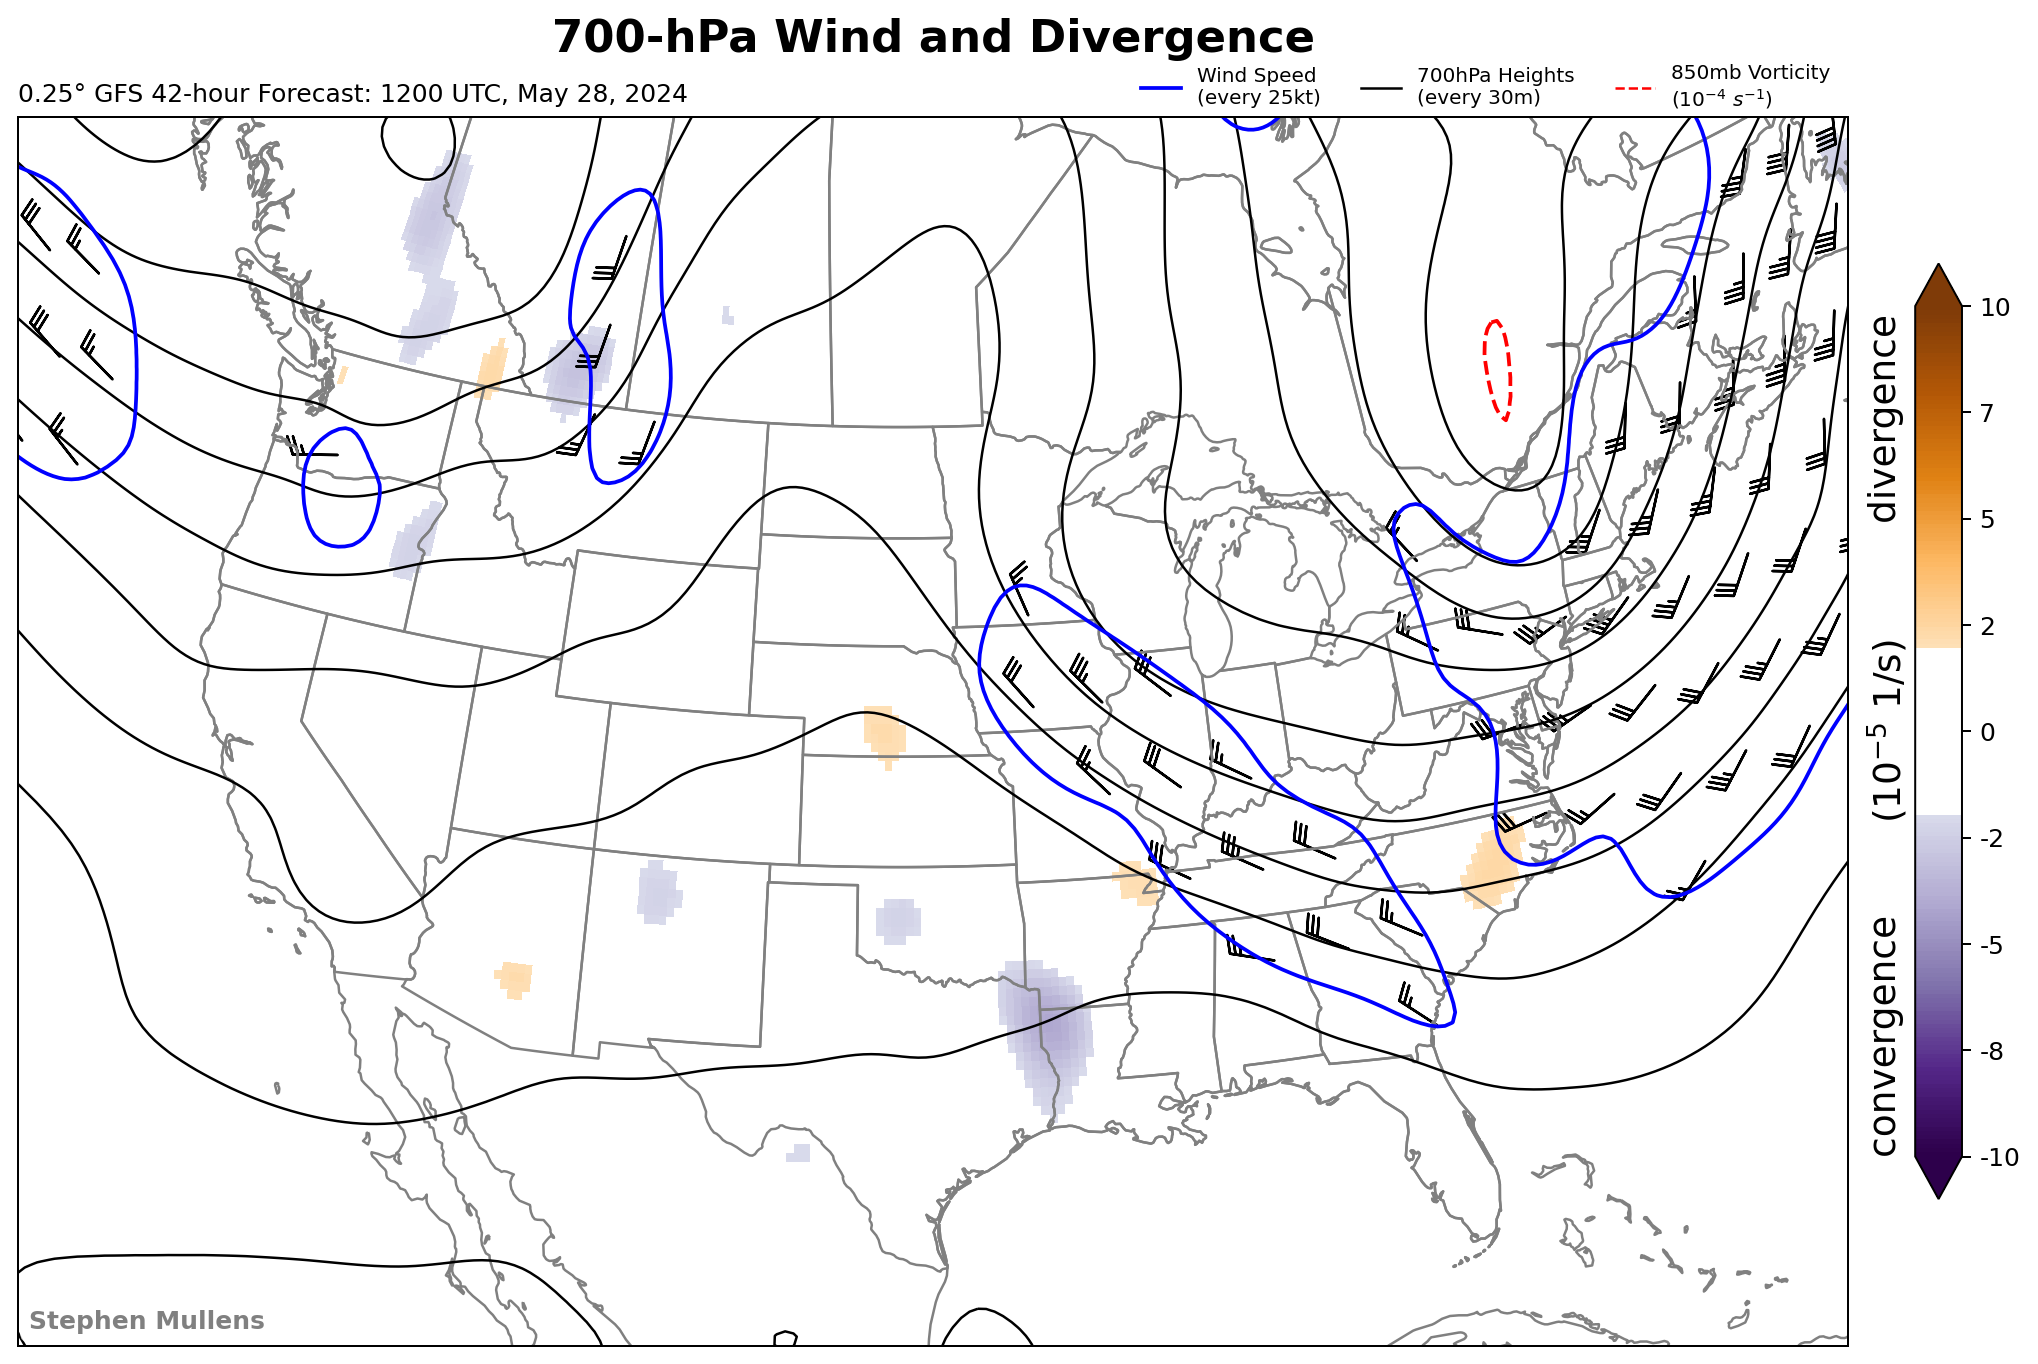 700-hPa Wind and Divergence
0.25° GFS 42-hour Forecast: 1200 UTC, May 28, 2024
Wind Speed
(every 25kt)
700hPa Heights
(every 30m)
850mb Vorticity
(10⁻⁴ s⁻¹)
10
7
5
2
0
-2
-5
-8
-10
convergence (10⁻⁵ 1/s) divergence
Stephen Mullens